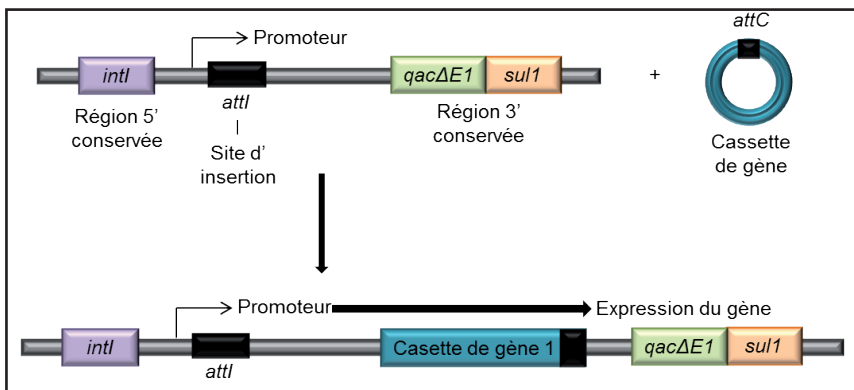 attC
Promoteur
intI
attI
qacΔE1
sul1
+
Région 5’
conservée
Site d’
insertion
Région 3’
conservée
Cassette
de gène
Promoteur
Expression du gène
intI
attI
Casette de gène 1
qacΔE1
sul1